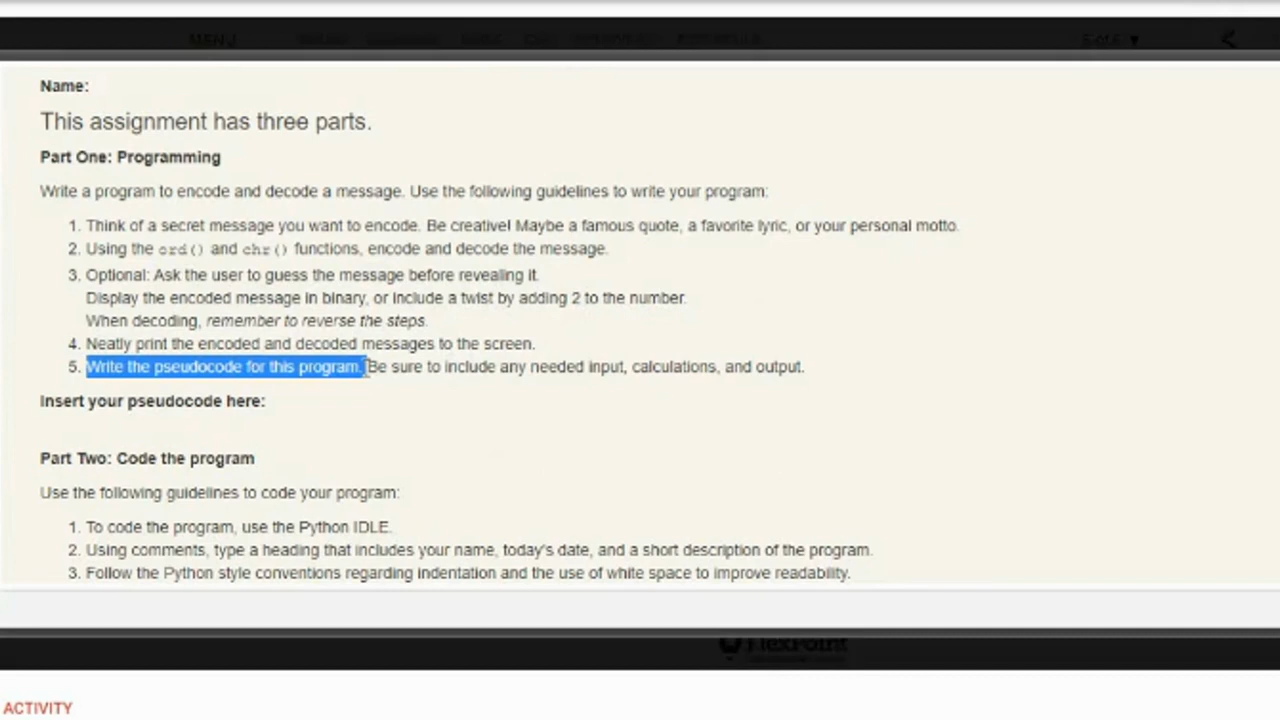 Name:
This assignment has three parts.
Part One: Programming
Write a program to encode and decode a message. Use the following guidelines to write your program:
1. Think of a secret message you want to encode. Be creative! Maybe a famous quote, a favorite lyric, or your personal motto.
2. Using the ord() and chr() functions, encode and decode the message.
3. Optional: Ask the user to guess the message before revealing it.
Display the encoded message in binary, or include a twist by adding 2 to the number.
When decoding, remember to reverse the steps.
4. Neatly print the encoded and decoded messages to the screen.
5. Write the pseudocode for this program. Be sure to include any needed input, calculations, and output.
Insert your pseudocode here:
Part Two: Code the program
Use the following guidelines to code your program:
1. To code the program, use the Python IDLE.
2. Using comments, type a heading that includes your name, today's date, and a short description of the program.
3. Follow the Python style conventions regarding indentation and the use of white space to improve readability.
FlexPoint
ACTIVITY